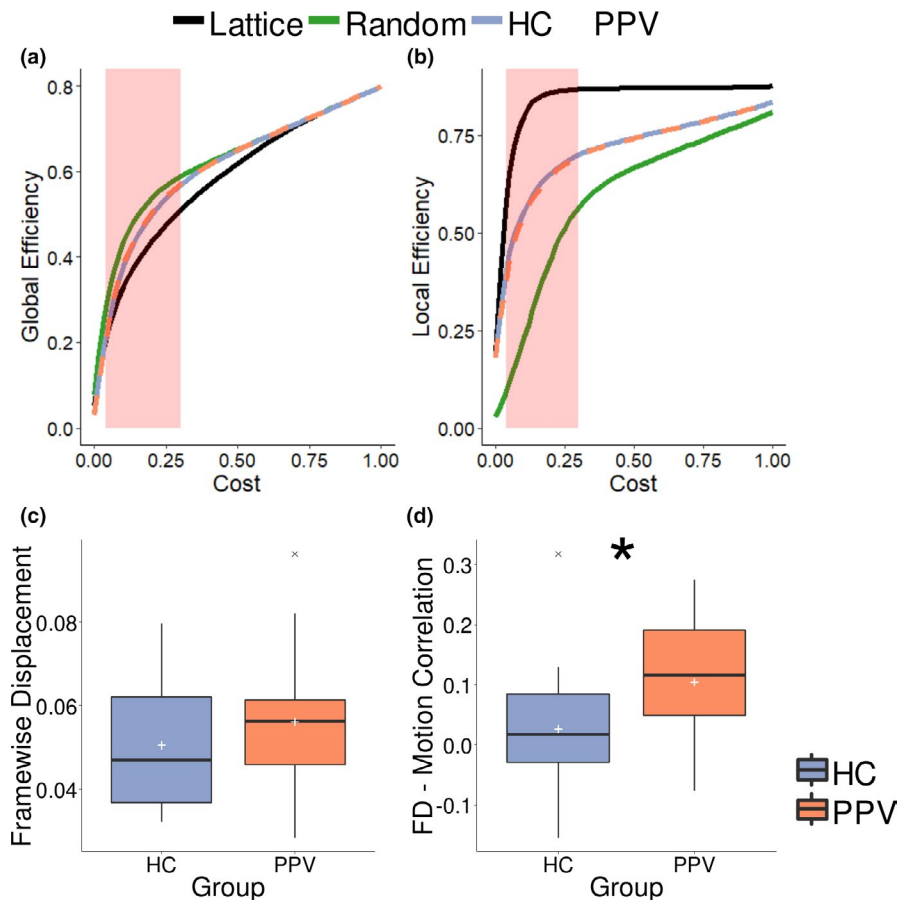 Lattice Random HC PPV
(a) (b)
0.8
0.6
0.4
0.2
0.0
Global Efficiency
0.00 0.25 0.50 0.75 1.00
Cost
0.75
0.50
0.25
0.00
Local Efficiency
0.00 0.25 0.50 0.75 1.00
Cost
(c) (d)
0.08
0.06
0.04
Framewise Displacement
HC PPV
Group
*
0.3
0.2
0.1
0.0
-0.1
FD - Motion Correlation
HC PPV
Group
HC
PPV